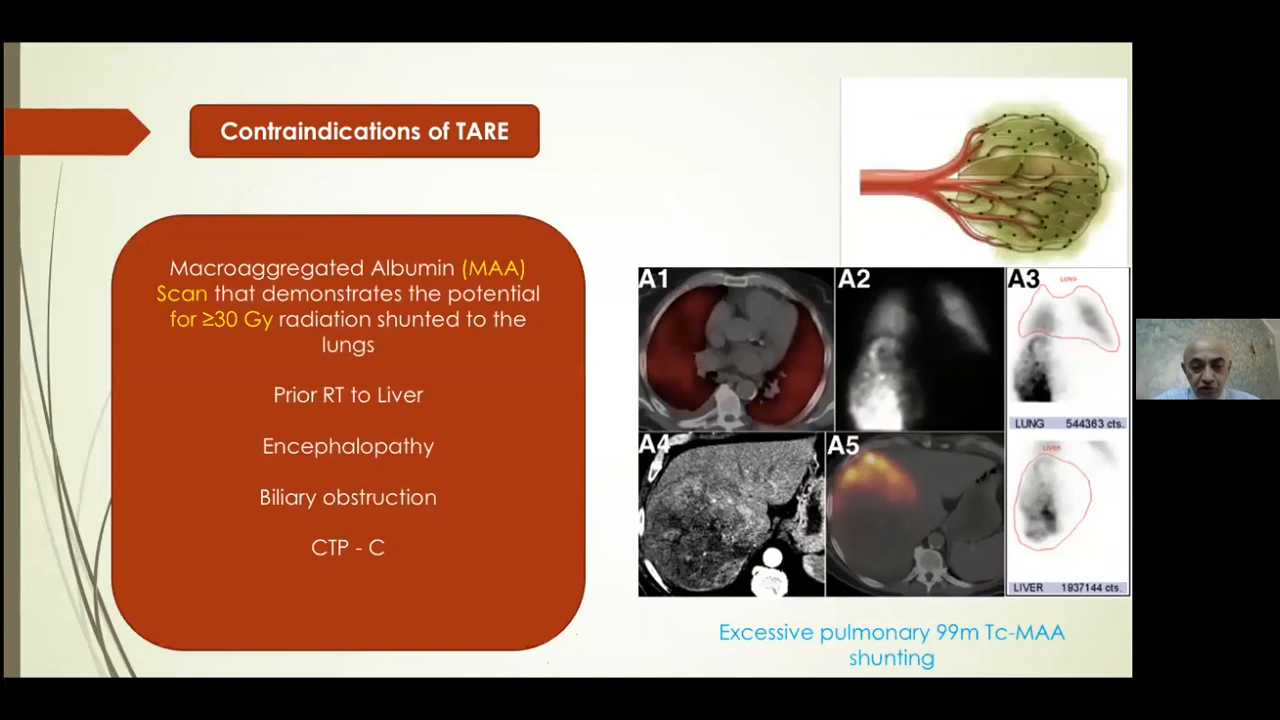 Contraindications of TARE
Macroaggregated Albumin (MAA)
Scan that demonstrates the potential
for ≥30 Gy radiation shunted to the
lungs
Prior RT to Liver
Encephalopathy
Biliary obstruction
CTP - C
A1
A2
A3
LUNG
LUNG 544363 cts.
A4
A5
LIVER
LIVER 1937144 cts.
Excessive pulmonary 99m Tc-MAA
shunting